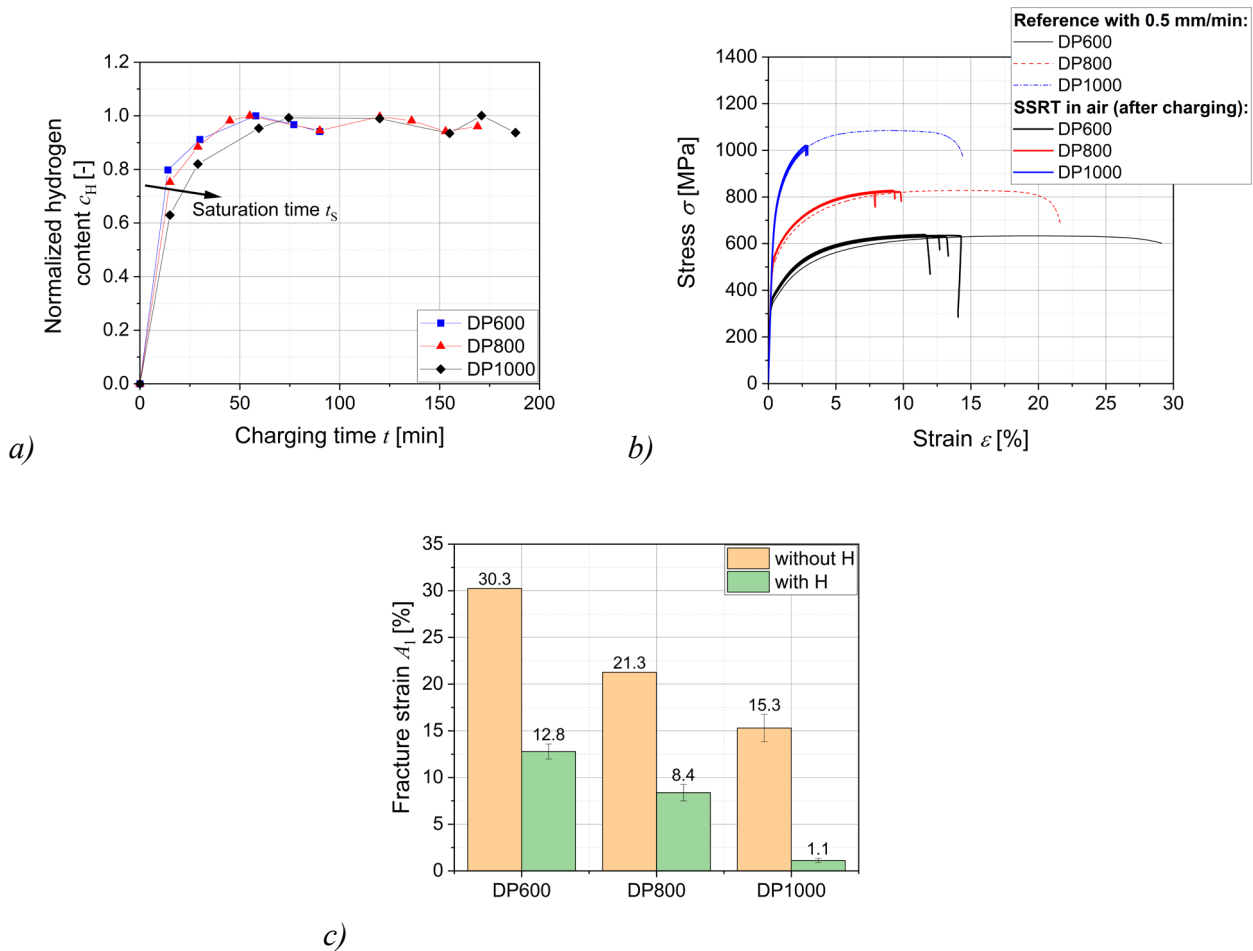 1.2
1.0
0.8
0.6
0.4
0.2
0.0
Normalized hydrogen
content c_H [-]
Saturation time t_S
DP600
DP800
DP1000
0 50 100 150 200
Charging time t [min]
a)
Reference with 0.5 mm/min:
DP600
DP800
DP1000
SSRT in air (after charging):
DP600
DP800
DP1000
1400
1200
1000
800
600
400
200
0
Stress σ [MPa]
0 5 10 15 20 25 30
Strain ε [%]
b)
35
30
25
20
15
10
5
0
Fracture strain A_1 [%]
without H
with H
30.3
12.8
21.3
8.4
15.3
1.1
DP600 DP800 DP1000
c)